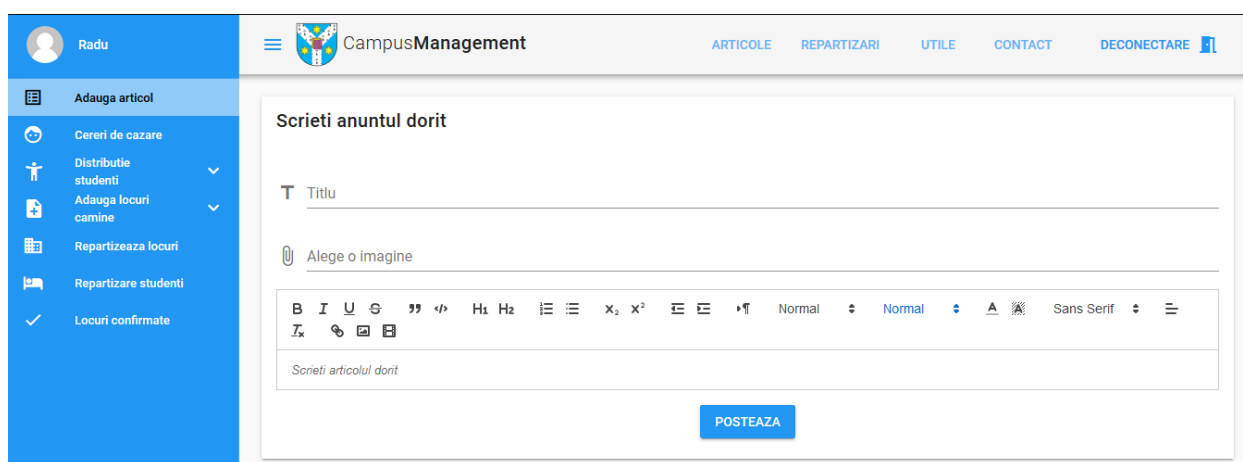 Radu
CampusManagement
ARTICOLE REPARTIZARI UTILE CONTACT DECONECTARE
Adauga articol
Cereri de cazare
Distributie
studenti
Adauga locuri
camine
Repartizeaza locuri
Repartizare studenti
Locuri confirmate
Scrieti anuntul dorit
Titlu
Alege o imagine
B I U S H1 H2 X₂ X² Normal Normal A A Sans Serif
Tx
Scrieti articolul dorit
POSTEAZA